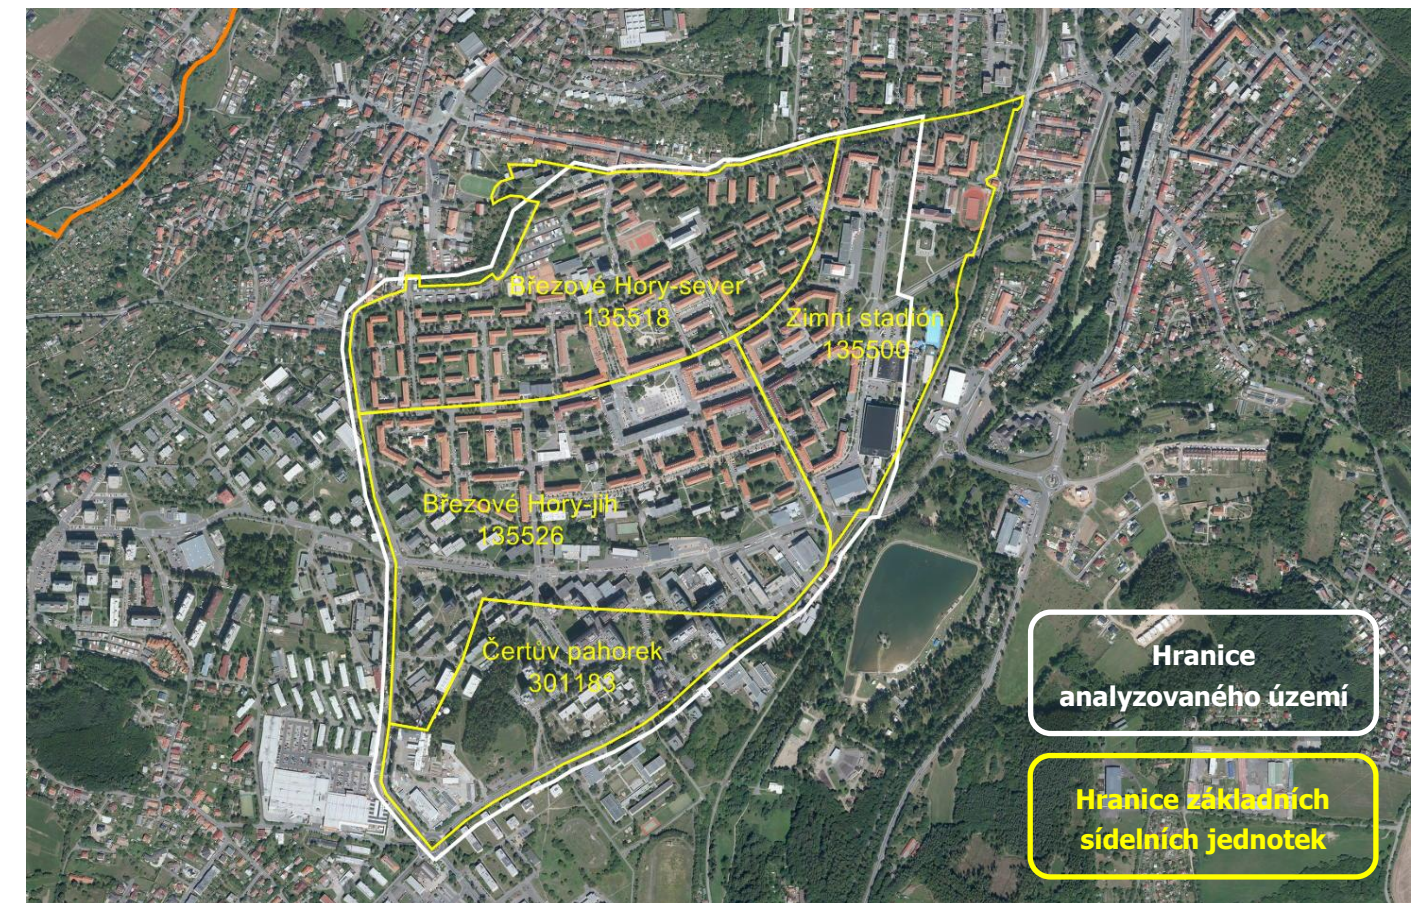 Březové Hory-sever
135518
Zimní stadión
135500
Březové Hory-jih
135526
Čertův pahorek
301183
Hranice
analyzovaného území
Hranice základních
sídelních jednotek